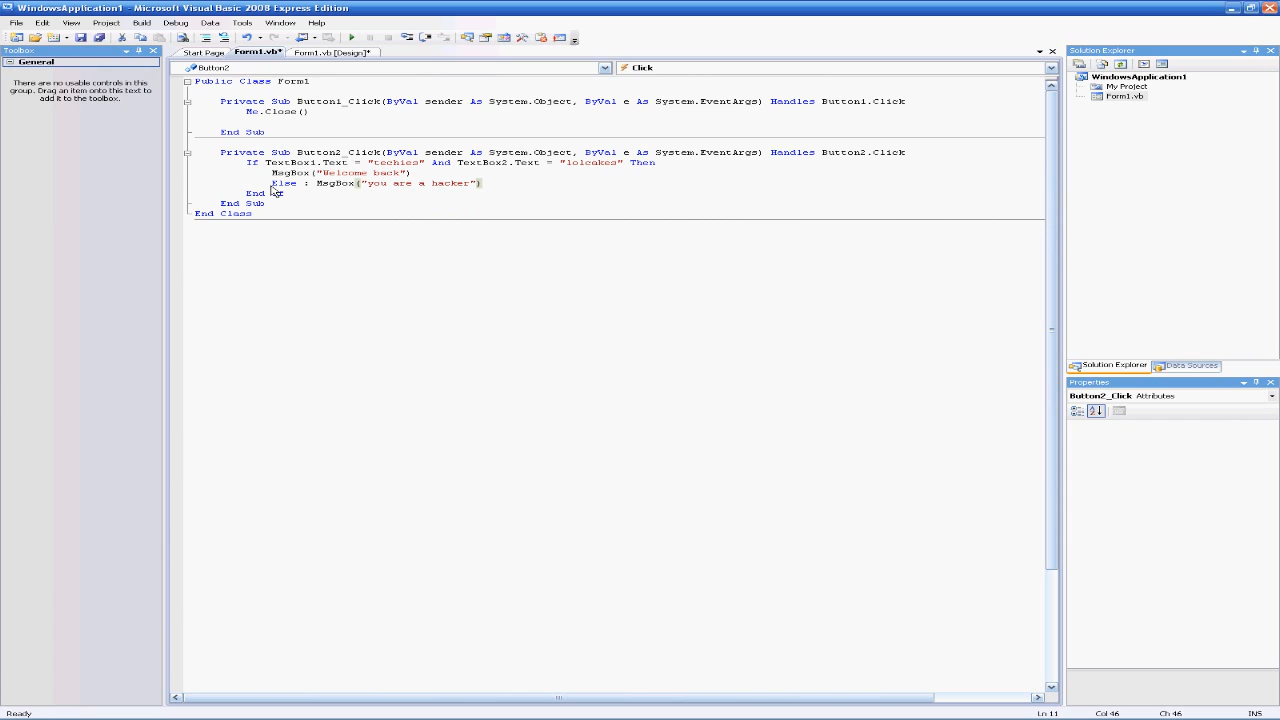 WindowsApplication1 - Microsoft Visual Basic 2008 Express Edition
File Edit View Project Build Debug Data Tools Window Help
Toolbox
General
There are no usable controls in this
group. Drag an item onto this text to
add it to the toolbox.
Start Page Form1.vb* Form1.vb [Design]*
Button2 Click
Public Class Form1
Private Sub Button1_Click(ByVal sender As System.Object, ByVal e As System.EventArgs) Handles Button1.Click
Me.Close()
End Sub
Private Sub Button2_Click(ByVal sender As System.Object, ByVal e As System.EventArgs) Handles Button2.Click
If TextBox1.Text = "techies" And TextBox2.Text = "lolcakes" Then
MsgBox("Welcome back")
Else : MsgBox("you are a hacker")
End If
End Sub
End Class
Solution Explorer
WindowsApplication1
My Project
Form1.vb
Solution Explorer Data Sources
Properties
Button2_Click Attributes
Ready Ln 11 Col 46 Ch 46 INS